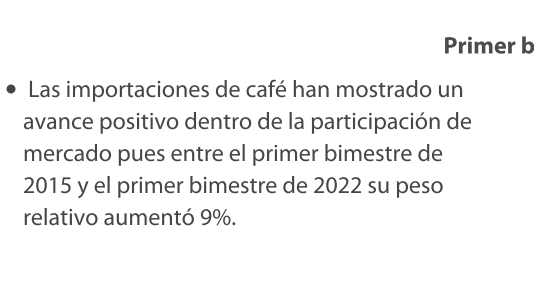 Primer b
• Las importaciones de café han mostrado un
avance positivo dentro de la participación de
mercado pues entre el primer bimestre de
2015 y el primer bimestre de 2022 su peso
relativo aumentó 9%.